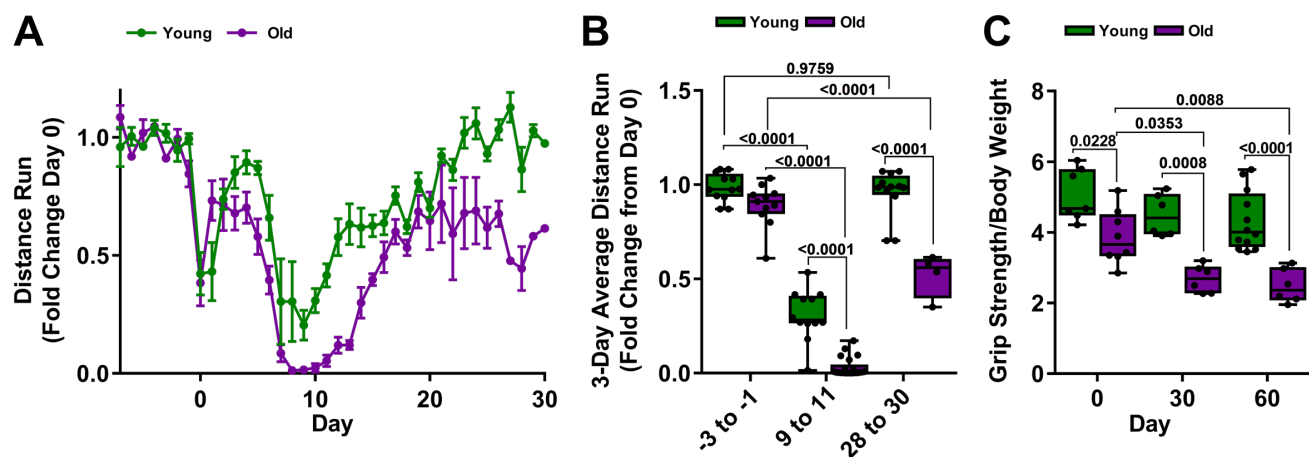 A
Young Old
Distance Run
(Fold Change Day 0)
1.0
0.5
0.0
0 10 20 30
Day
B
Young Old
3-Day Average Distance Run
(Fold Change from Day 0)
1.5
1.0
0.5
0.0
0.9759
<0.0001
<0.0001
<0.0001
<0.0001
<0.0001
-3 to -1
9 to 11
28 to 30
C
Young Old
Grip Strength/Body Weight
8
6
4
2
0
0.0088
0.0353
0.0228
0.0008
<0.0001
0 30 60
Day